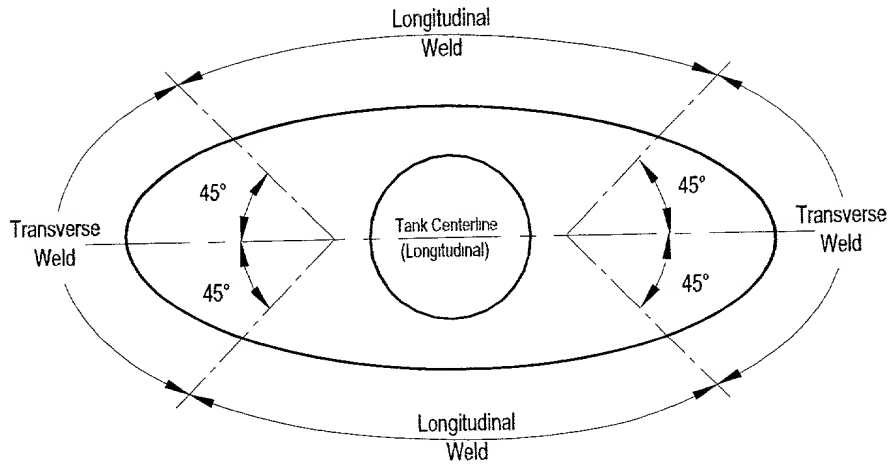 Longitudinal
Weld
45°
45°
Transverse
Weld
Tank Centerline
(Longitudinal)
Transverse
Weld
45°
45°
Longitudinal
Weld